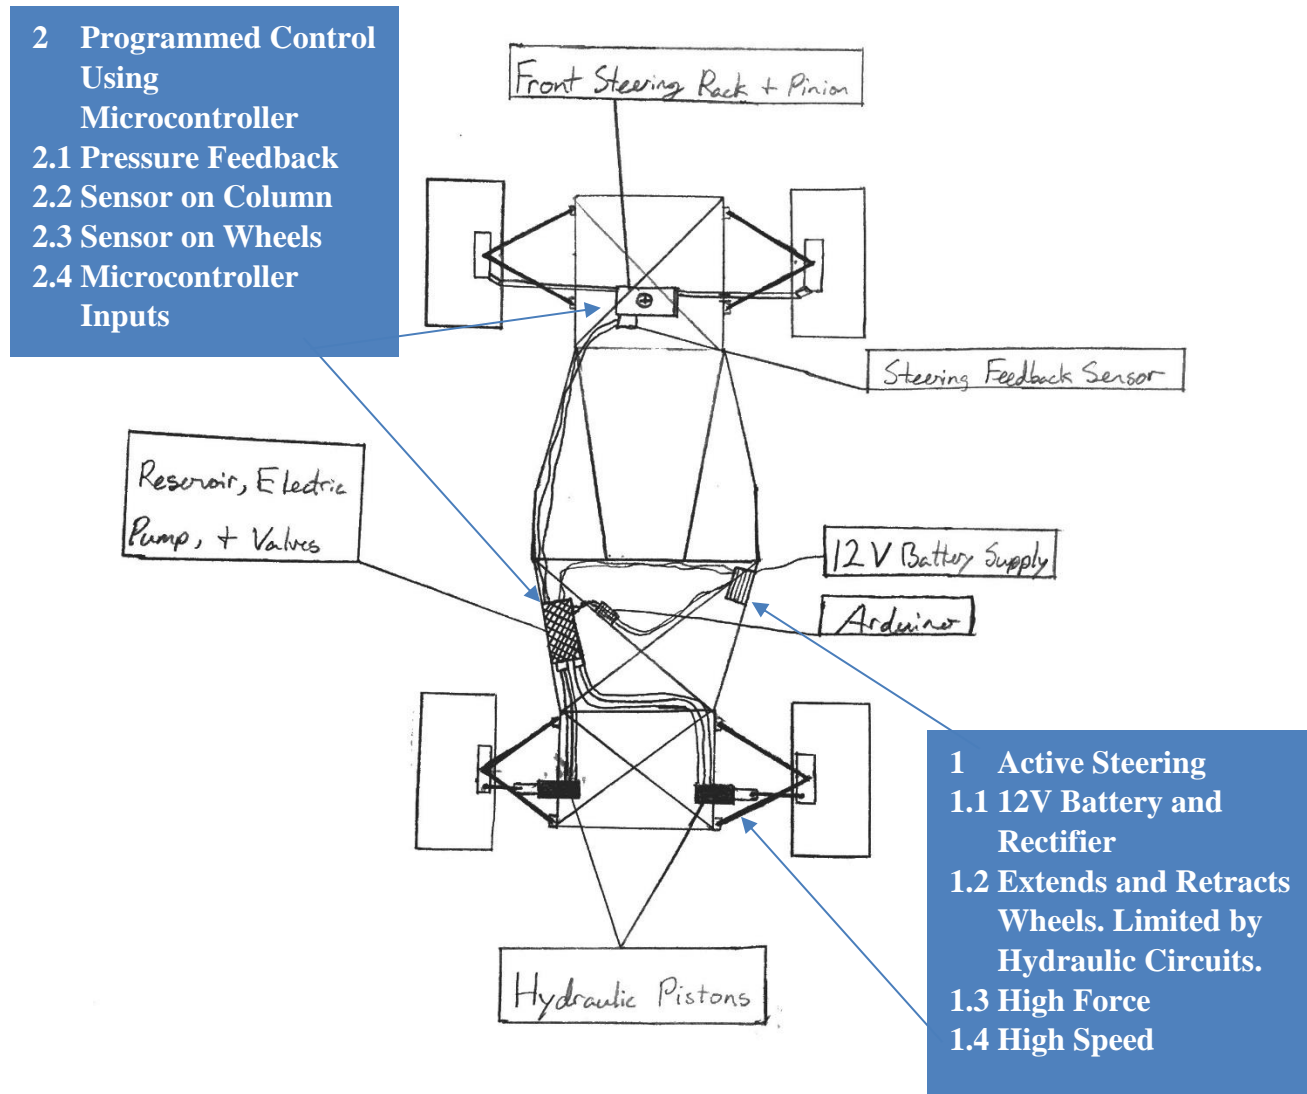 2 Programmed Control
Using
Microcontroller
2.1 Pressure Feedback
2.2 Sensor on Column
2.3 Sensor on Wheels
2.4 Microcontroller
Inputs
Front Steering Rack + Pinion
Steering Feedback Sensor
Reservoir, Electric
Pump, + Valves
12 V Battery Supply
Arduino
1 Active Steering
1.1 12V Battery and
Rectifier
1.2 Extends and Retracts
Wheels. Limited by
Hydraulic Circuits.
1.3 High Force
1.4 High Speed
Hydraulic Pistons